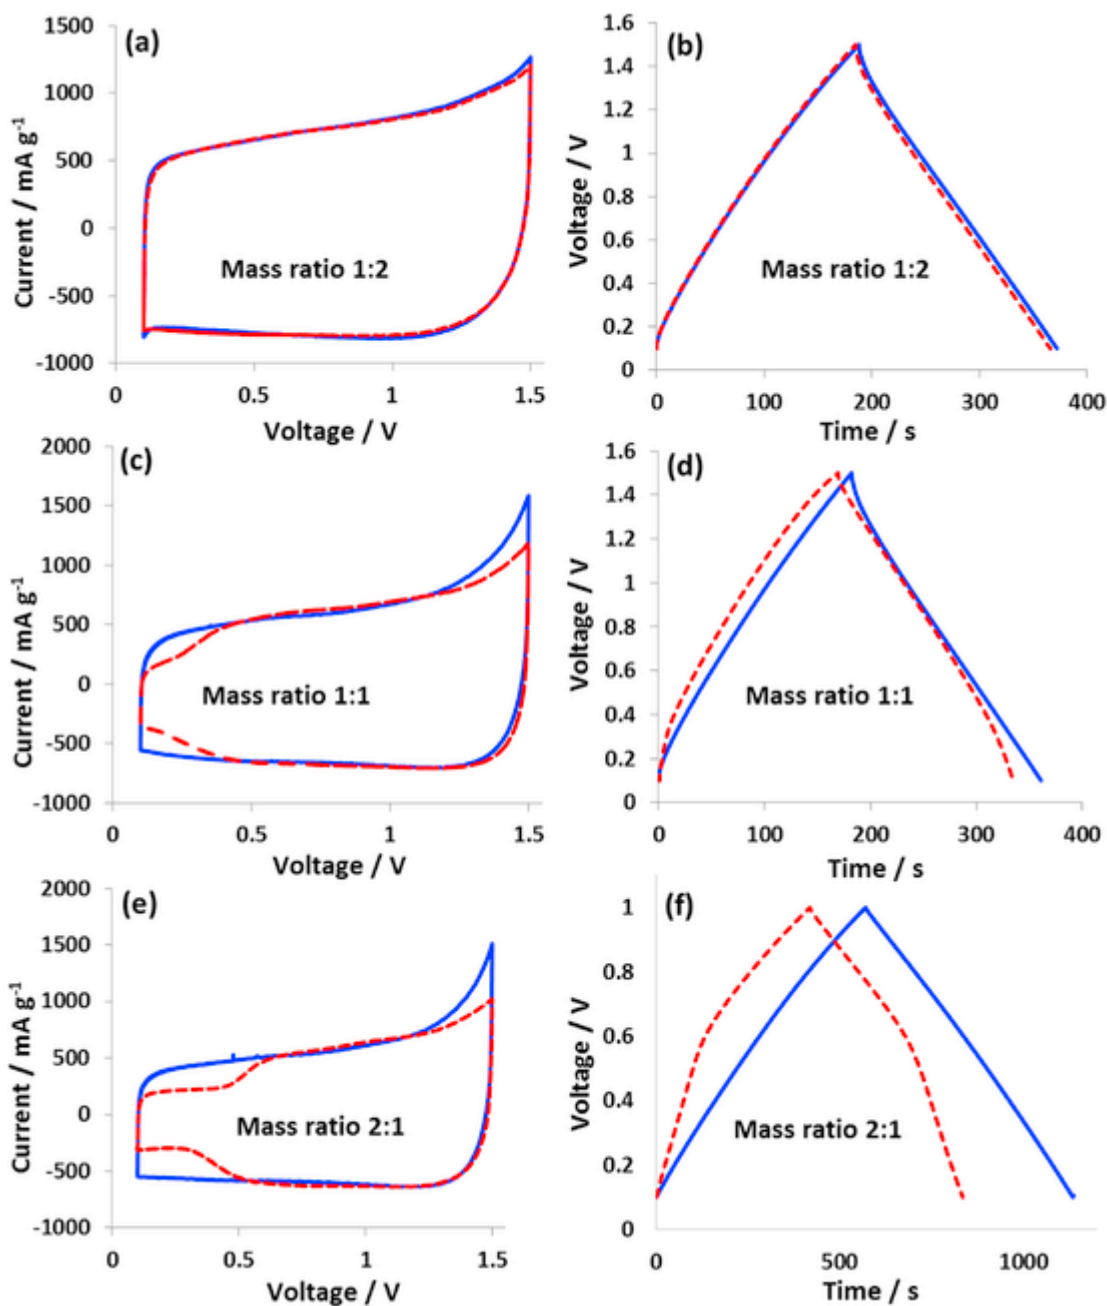 (a)
1500
1000
500
0
-500
-1000
Current / mA g⁻¹
Mass ratio 1:2
0 0.5 1 1.5
Voltage / V
(b)
1.6
1.4
1.2
1
0.8
0.6
0.4
0.2
0
Voltage / V
Mass ratio 1:2
0 100 200 300 400
Time / s
(c)
2000
1500
1000
500
0
-500
-1000
Current / mA g⁻¹
Mass ratio 1:1
0 0.5 1 1.5
Voltage / V
(d)
1.6
1.4
1.2
1
0.8
0.6
0.4
0.2
0
Voltage / V
Mass ratio 1:1
0 100 200 300 400
Time / s
(e)
2000
1500
1000
500
0
-500
-1000
Current / mA g⁻¹
Mass ratio 2:1
0 0.5 1 1.5
Voltage / V
(f)
1
0.8
0.6
0.4
0.2
0
Voltage / V
Mass ratio 2:1
0 500 1000
Time / s